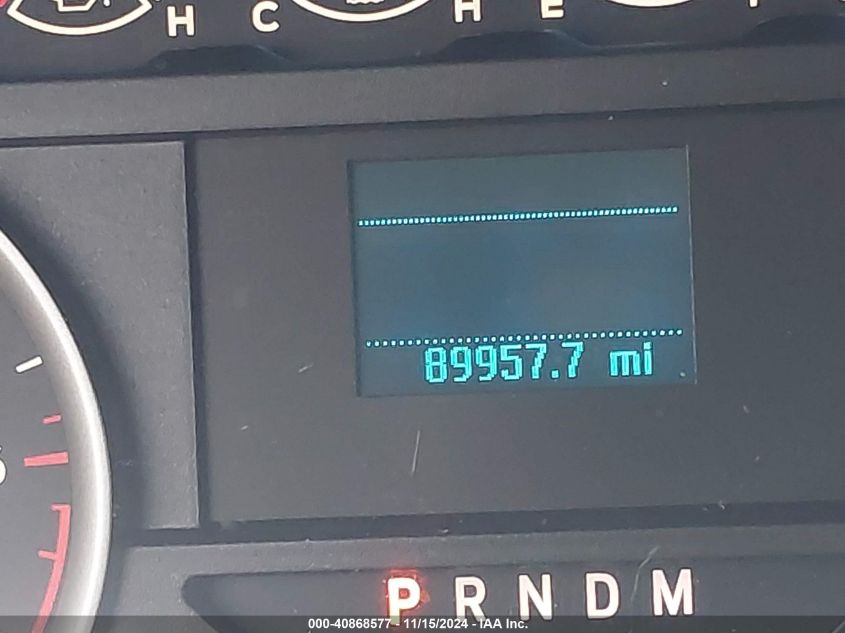 H C H E
89957.7 mi
P R N D M
000-40868577 - 11/15/2024 - IAA Inc.